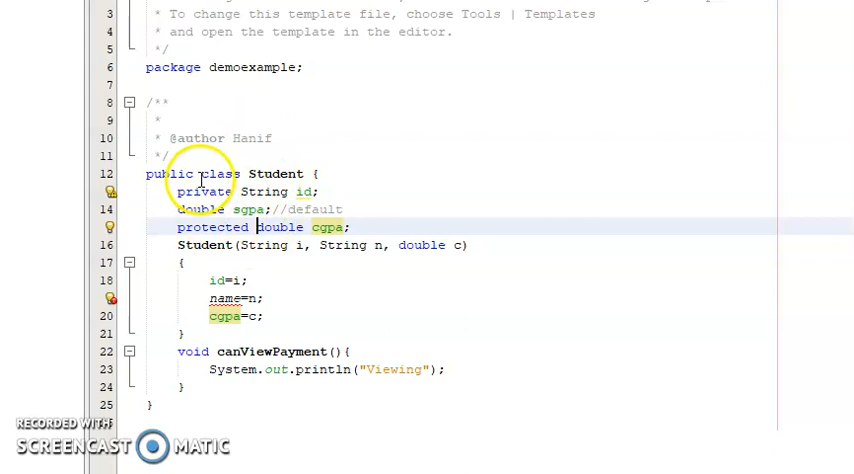 3 * To change this template file, choose Tools | Templates
4 * and open the template in the editor.
5 */
6 package demoexample;
7
8 /**
9 *
10 * @author Hanif
11 */
12 public class Student {
private String id;
14 double sgpa;//default
protected double cgpa;
16 Student(String i, String n, double c)
17 {
18 id=i;
name=n;
20 cgpa=c;
21 }
22 void canViewPayment(){
23 System.out.println("Viewing");
24 }
25 }
RECORDED WITH
SCREENCAST MATIC